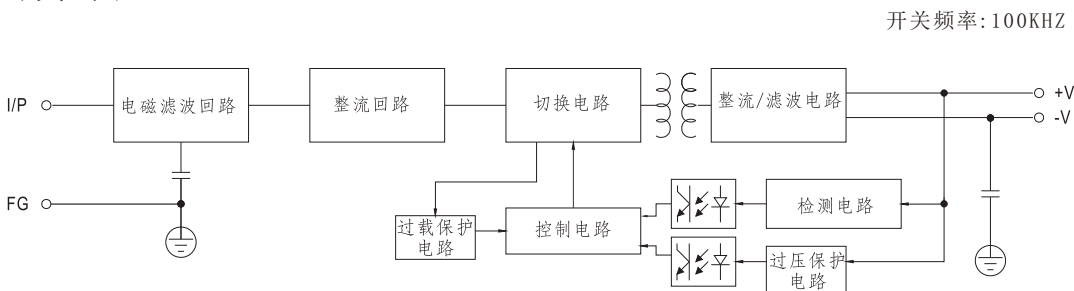 开关频率:100KHZ
I/P
电磁滤波回路
整流回路
切换电路
整流/滤波电路
+V
-V
FG
过载保护
电路
控制电路
检测电路
过压保护
电路